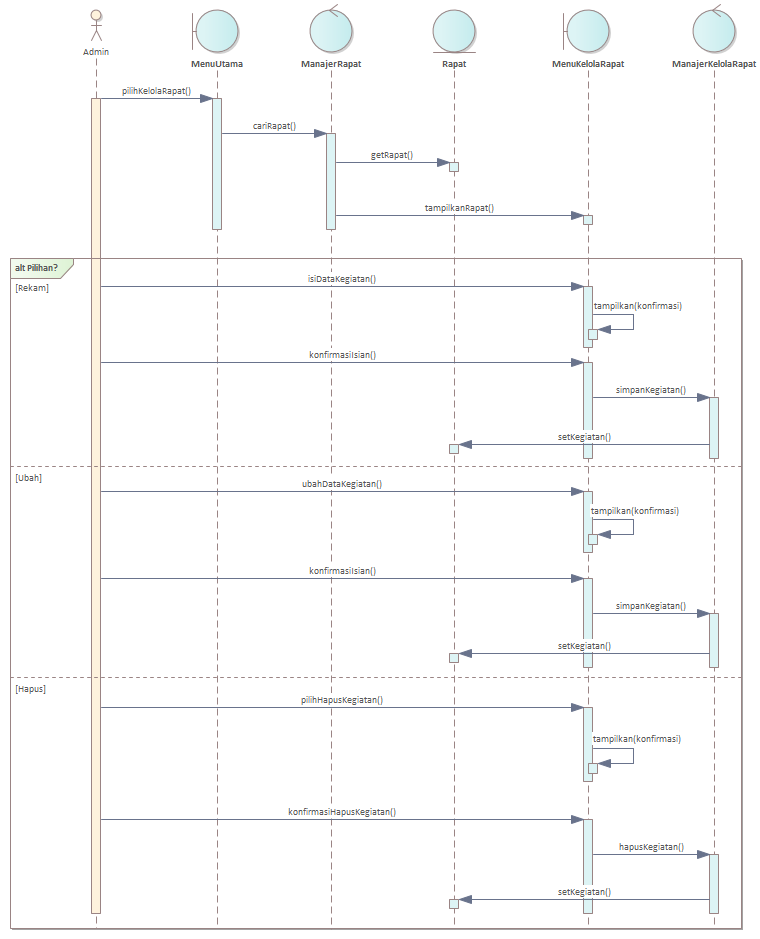 Admin
MenuUtama
ManajerRapat
Rapat
MenuKelolaRapat
ManajerKelolaRapat
pilihKelolaRapat()
cariRapat()
getRapat()
tampilkanRapat()
alt Pilihan?
[Rekam]
isiDataKegiatan()
tampilkan(konfirmasi)
konfirmasiIsian()
simpanKegiatan()
setKegiatan()
[Ubah]
ubahDataKegiatan()
tampilkan(konfirmasi)
konfirmasiIsian()
simpanKegiatan()
setKegiatan()
[Hapus]
pilihHapusKegiatan()
tampilkan(konfirmasi)
konfirmasiHapusKegiatan()
hapusKegiatan()
setKegiatan()